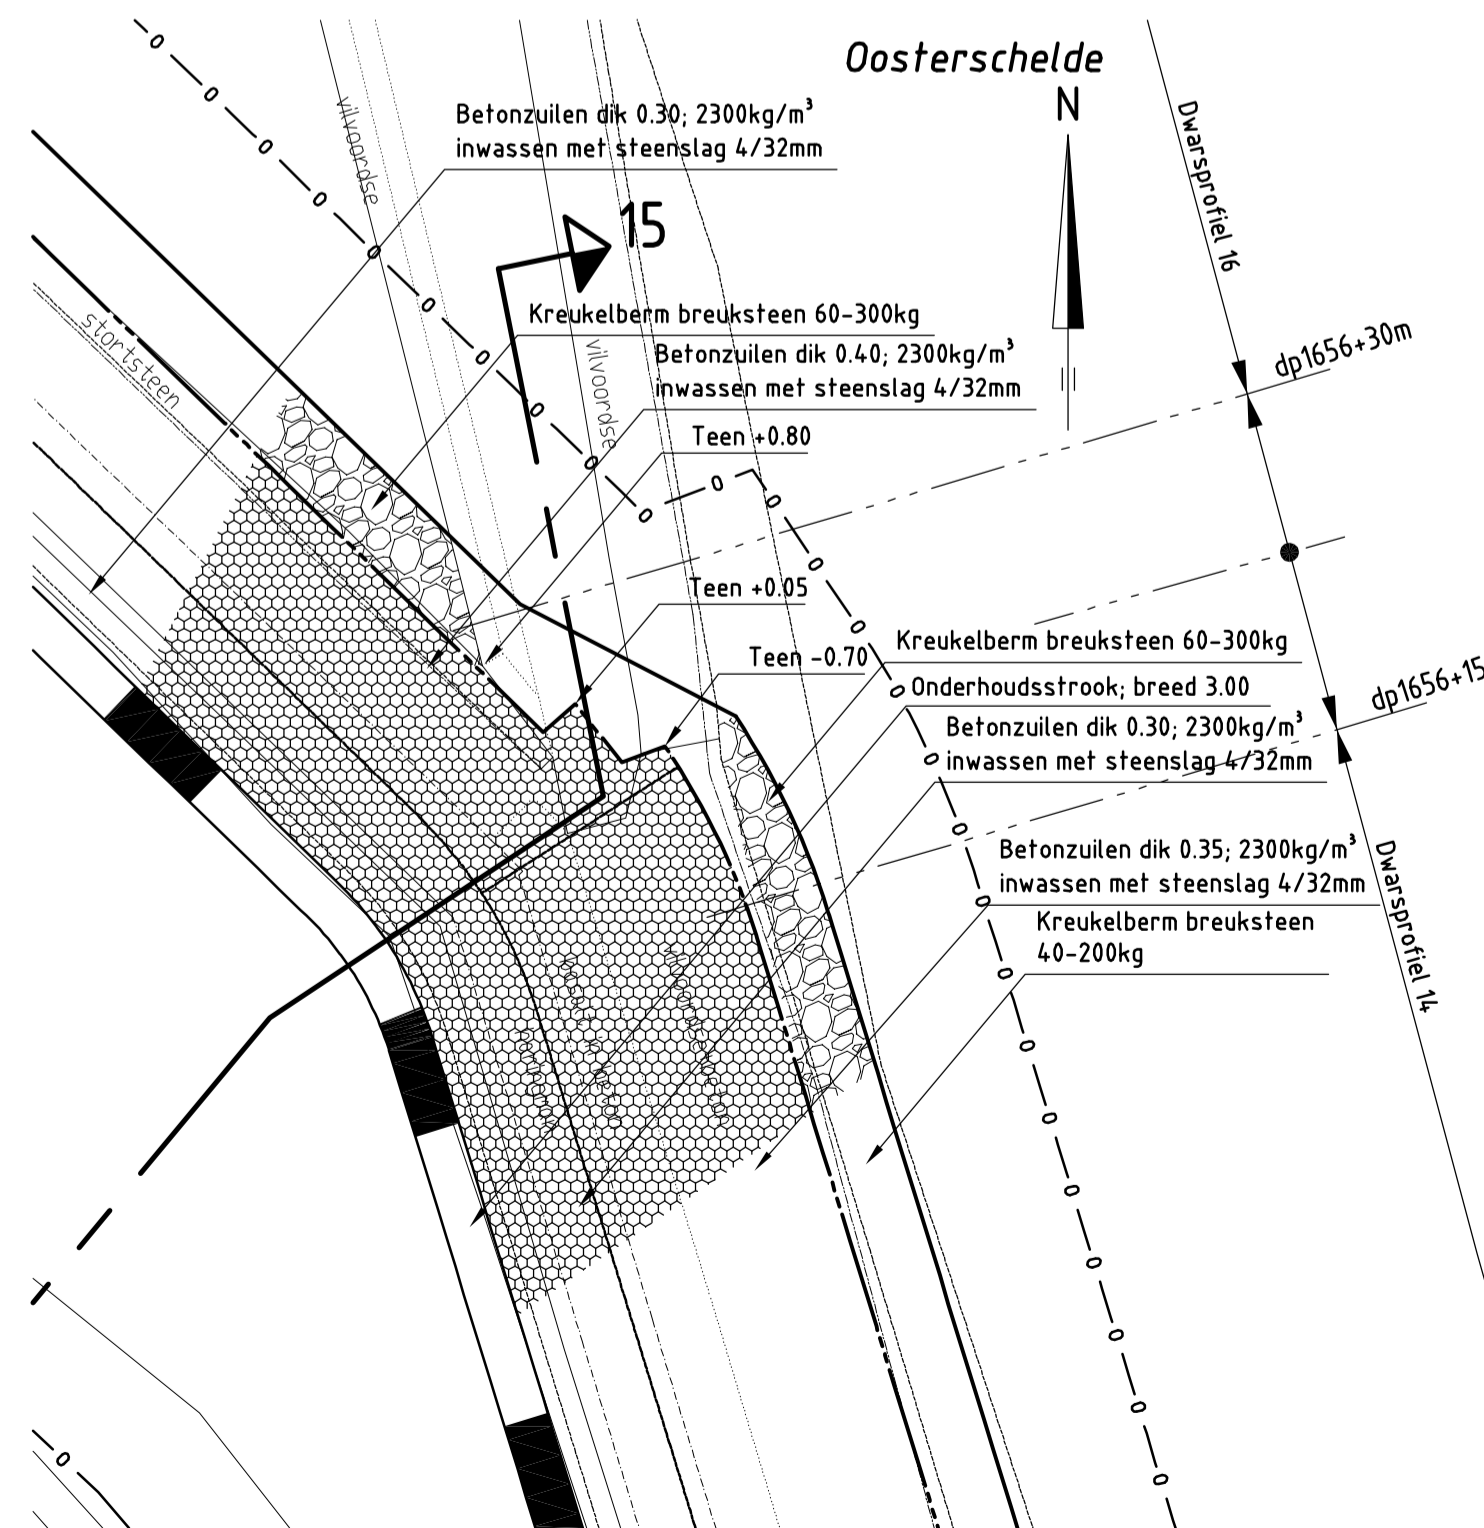 Oosterschelde
N
Betonzuilen dik 0.30; 2300kg/m³
inwassen met steenslag 4/32mm
vilvoordse
15
Dwarsprofiel 16
Kreukelberm breuksteen 60-300kg
vilvoordse
Betonzuilen dik 0.40; 2300kg/m³
inwassen met steenslag 4/32mm
dp1656+30m
stortsteen
Teen +0.80
Teen +0.05
Teen -0.70
Kreukelberm breuksteen 60-300kg
Onderhoudsstrook; breed 3.00
dp1656+15
Betonzuilen dik 0.30; 2300kg/m³
inwassen met steenslag 4/32mm
Betonzuilen dik 0.35; 2300kg/m³
inwassen met steenslag 4/32mm
Dwarsprofiel 14
Kreukelberm breuksteen
40-200kg